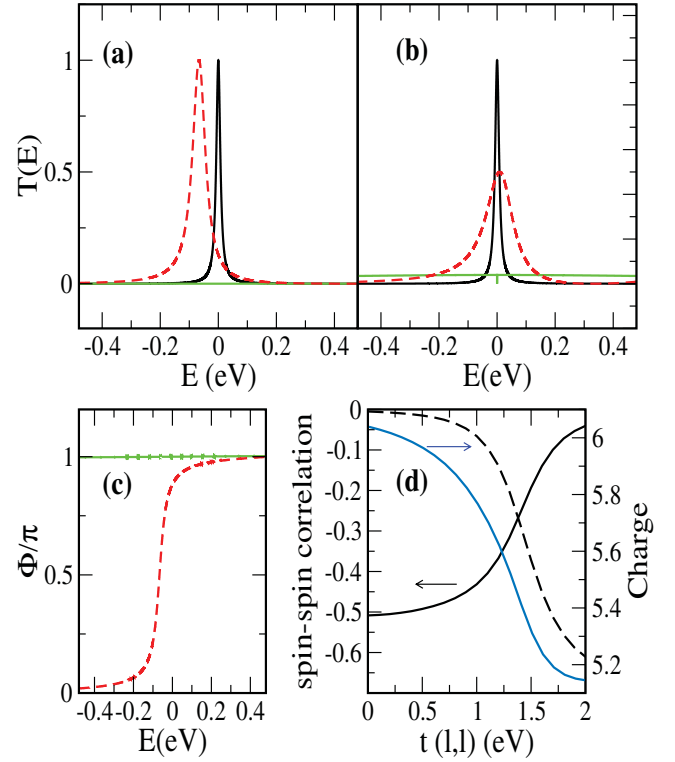 (a) (b)
1
0.5
0
T(E)
-0.4 -0.2 0 0.2 0.4 -0.4 -0.2 0 0.2 0.4
E (eV) E(eV)
1
0.5
0
Φ/π
(c)
-0.4 -0.2 0 0.2 0.4
E(eV)
0
-0.1
-0.2
-0.3
-0.4
-0.5
-0.6
spin-spin correlation
(d)
6
5.8
5.6
5.4
5.2
Charge
0 0.5 1 1.5 2
t (l,l) (eV)